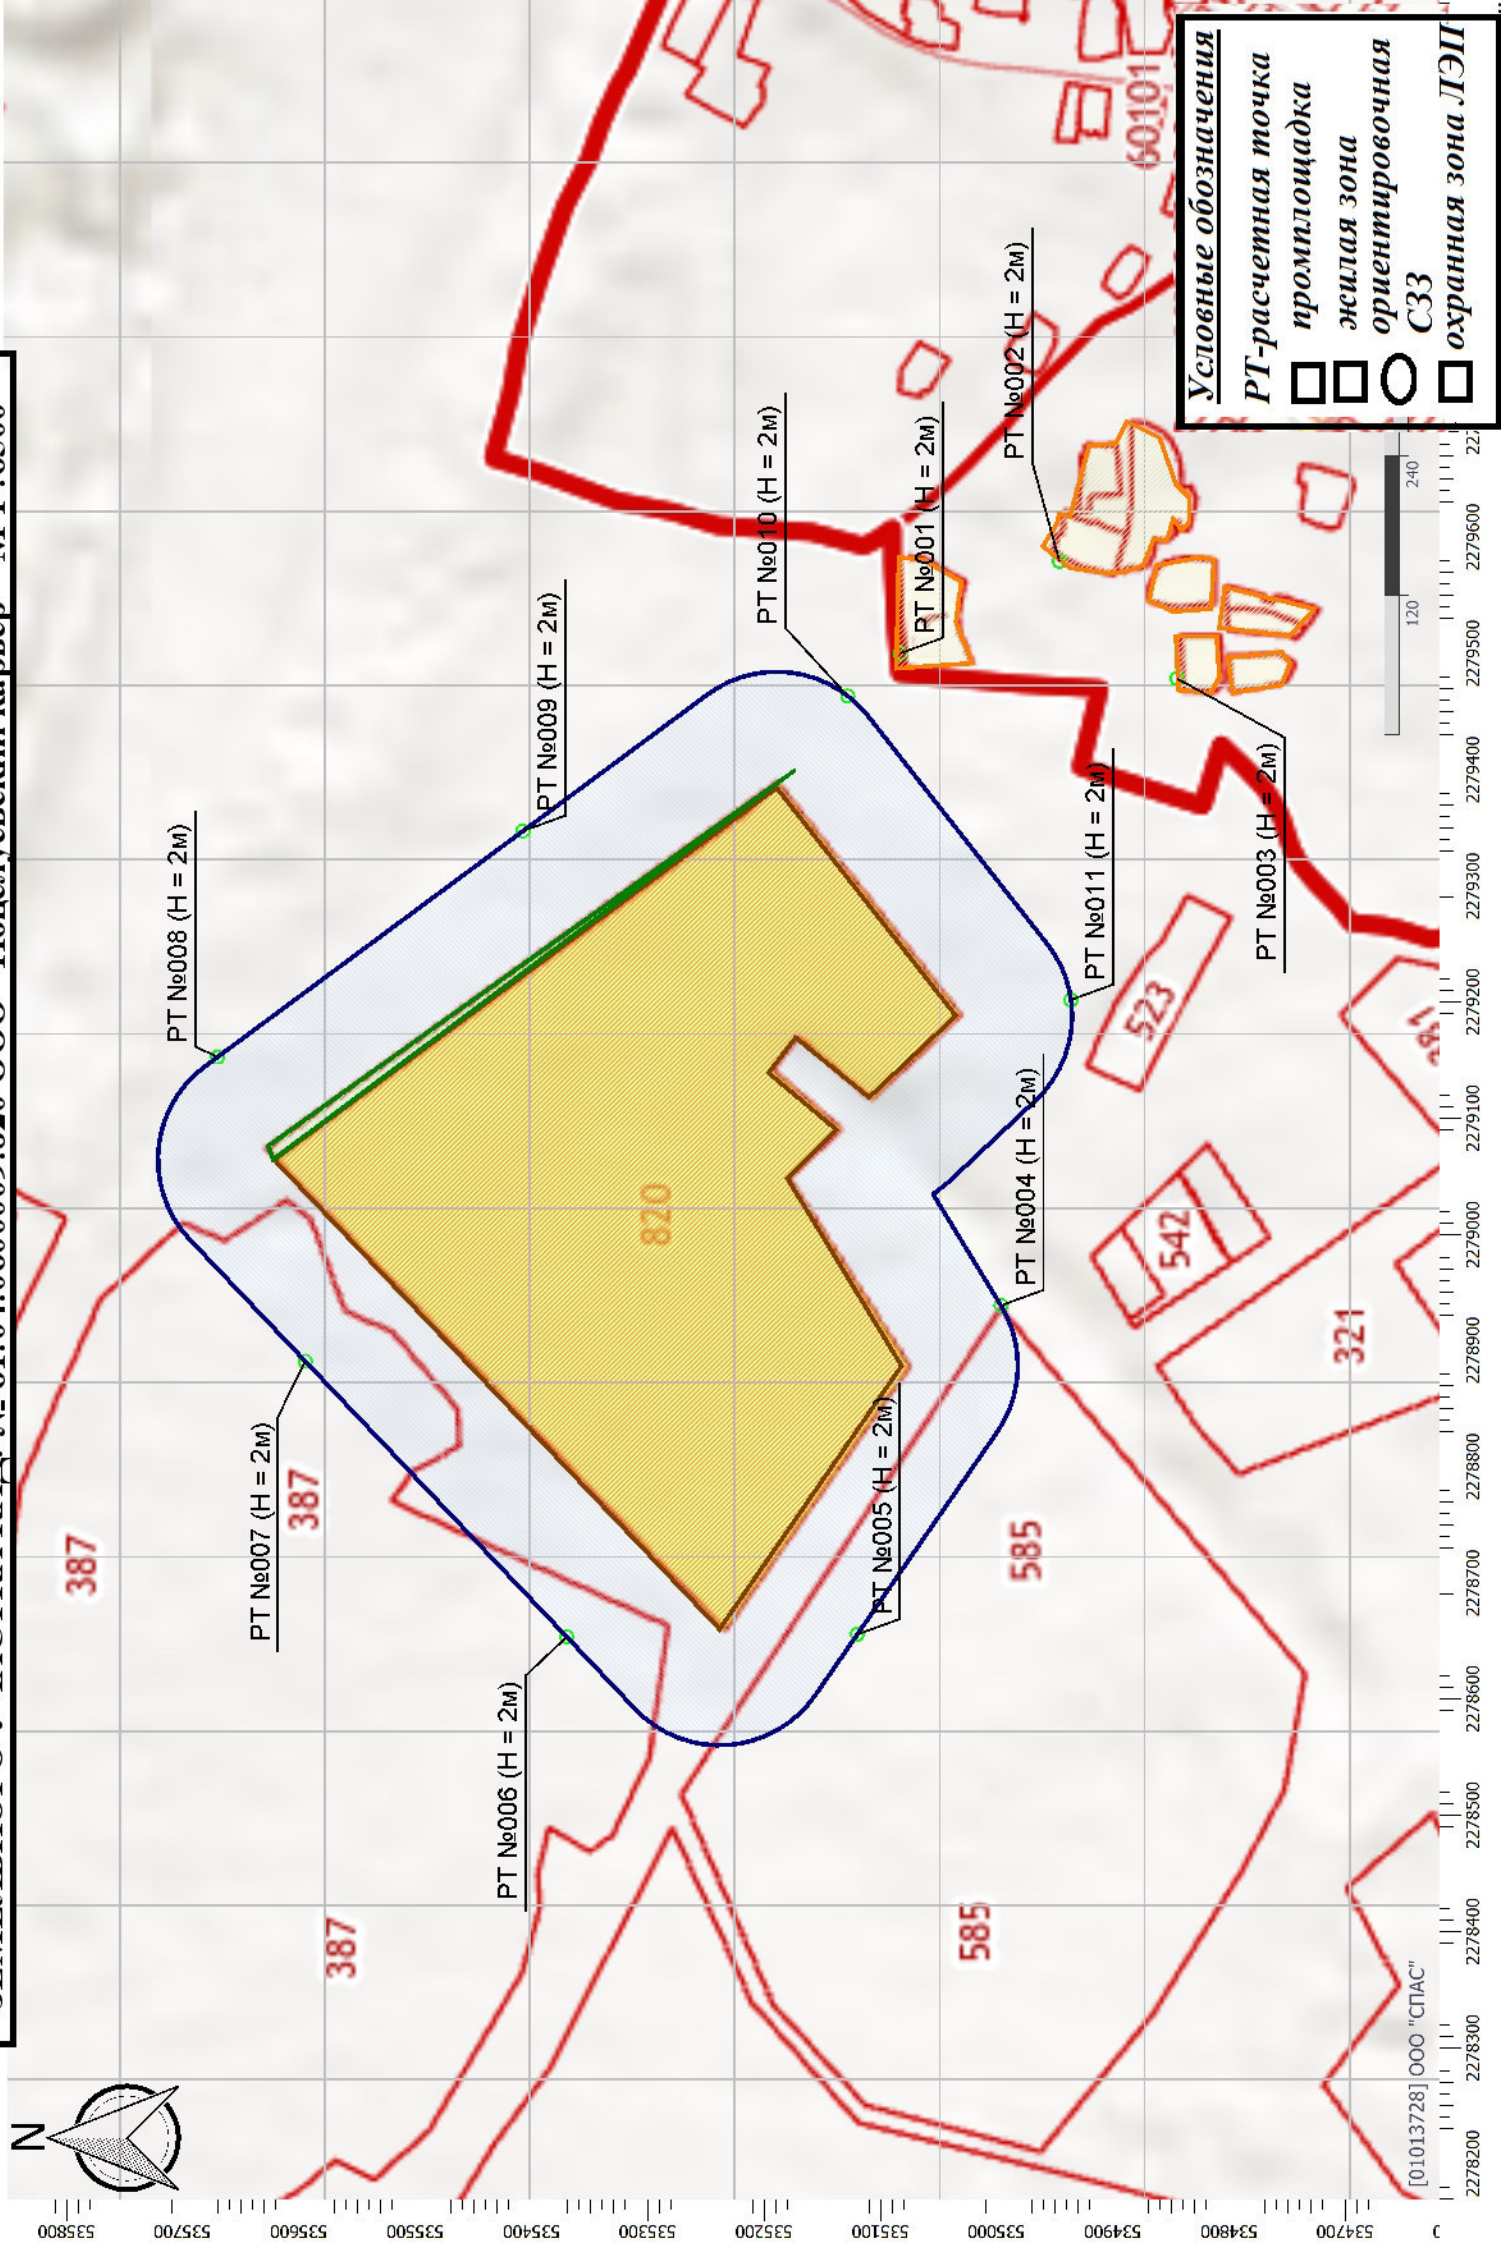 N
РТ №008 (Н = 2м)
РТ №009 (Н = 2м)
РТ №010 (Н = 2м)
РТ №001 (Н = 2м)
РТ №002 (Н = 2м)
РТ №007 (Н = 2м)
РТ №006 (Н = 2м)
РТ №005 (Н = 2м)
РТ №004 (Н = 2м)
РТ №011 (Н = 2м)
РТ №003 (Н = 2м)
387
387
387
820
585
585
523
542
321
60101
Условные обозначения
РТ-расчетная точка
промплощадка
жилая зона
ориентировочная
СЗЗ
охранная зона ЛЭП
120
240
[01013728] ООО "СПАС"
535800
535700
535600
535500
535400
535300
535200
535100
535000
534900
534800
534700
0
2278200
2278300
2278400
2278500
2278600
2278700
2278800
2278900
2279000
2279100
2279200
2279300
2279400
2279500
2279600